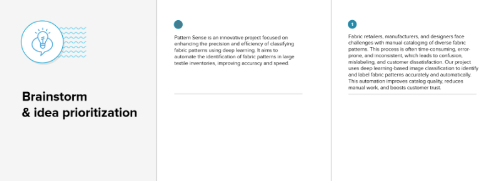 Brainstorm
& idea prioritization
Pattern Sense is an innovative project focused on
enhancing the precision and efficiency of classifying
fabric patterns using deep learning. It aims to
automate the identification of fabric patterns in large
textile inventories, improving accuracy and speed.
1
Fabric retailers, manufacturers, and designers face
challenges with manual cataloging of diverse fabric
patterns. This process is often time-consuming, error-
prone, and inconsistent, which leads to confusion,
mislabeling, and customer dissatisfaction. Our project
uses deep learning-based image classification to identify
and label fabric patterns accurately and automatically.
This automation improves catalog quality, reduces
manual work, and boosts customer trust.